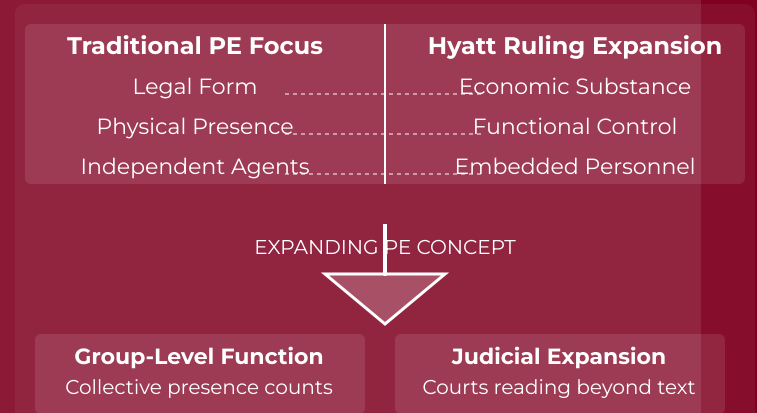 Traditional PE Focus
Hyatt Ruling Expansion
Legal Form
Economic Substance
Physical Presence
Functional Control
Independent Agents
Embedded Personnel
EXPANDING PE CONCEPT
Group-Level Function
Judicial Expansion
Collective presence counts
Courts reading beyond text